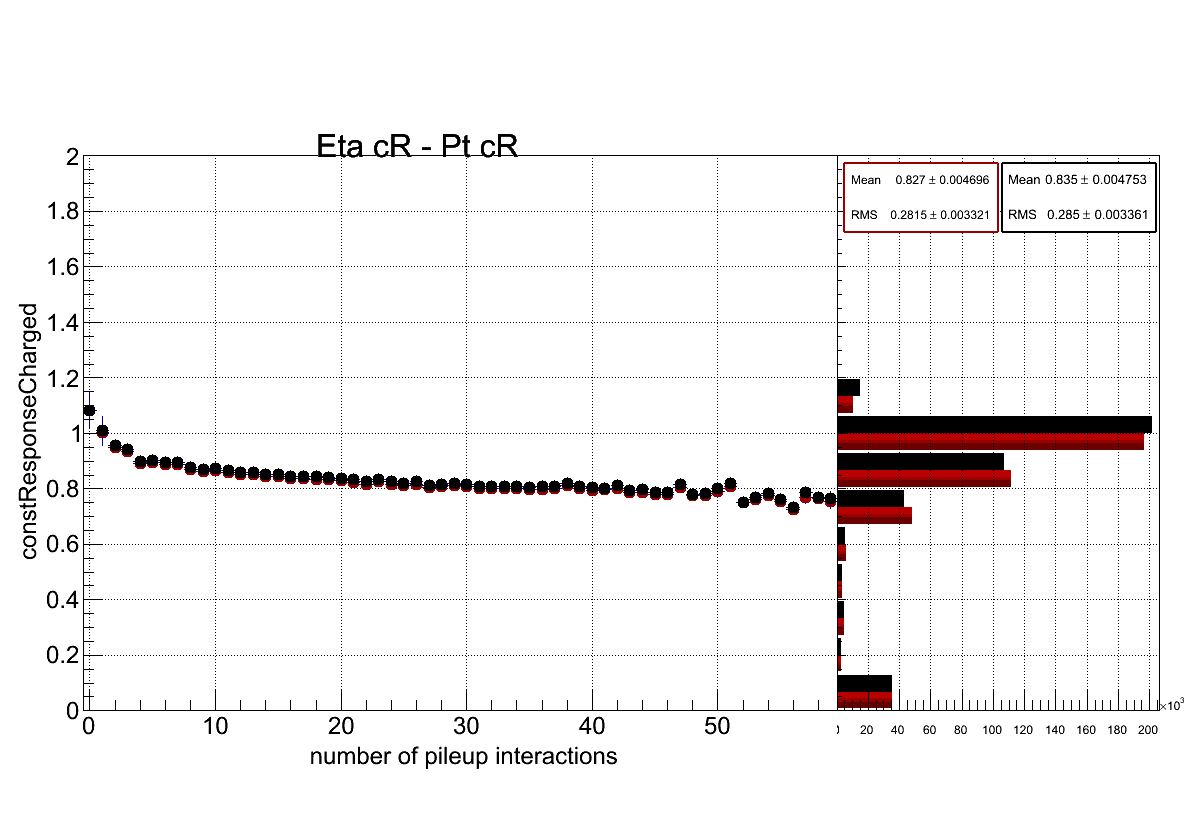 Eta cR - Pt cR
2
1.8
1.6
1.4
1.2
1
0.8
0.6
0.4
0.2
0
constResponseCharged
0 10 20 30 40 50
number of pileup interactions
Mean 0.827 ± 0.004696
RMS 0.2815 ± 0.003321
Mean 0.835 ± 0.004753
RMS 0.285 ± 0.003361
20 40 60 80 100 120 140 160 180 200
×10³